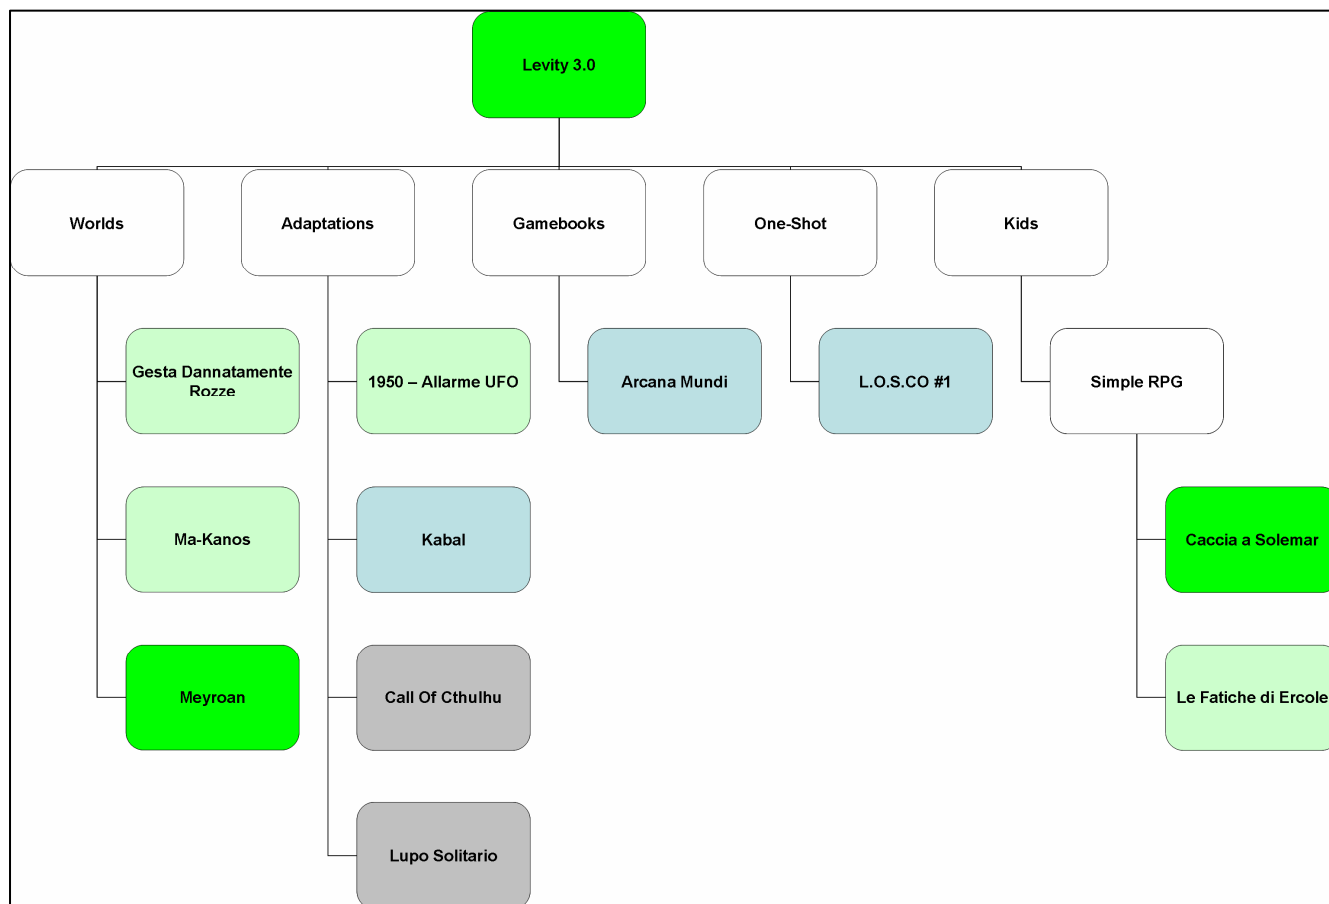 Levity 3.0
Worlds
Adaptations
Gamebooks
One-Shot
Kids
Gesta Dannatamente
Rozze
1950 – Allarme UFO
Arcana Mundi
L.O.S.CO #1
Simple RPG
Ma-Kanos
Kabal
Caccia a Solemar
Meyroan
Call Of Cthulhu
Le Fatiche di Ercole
Lupo Solitario